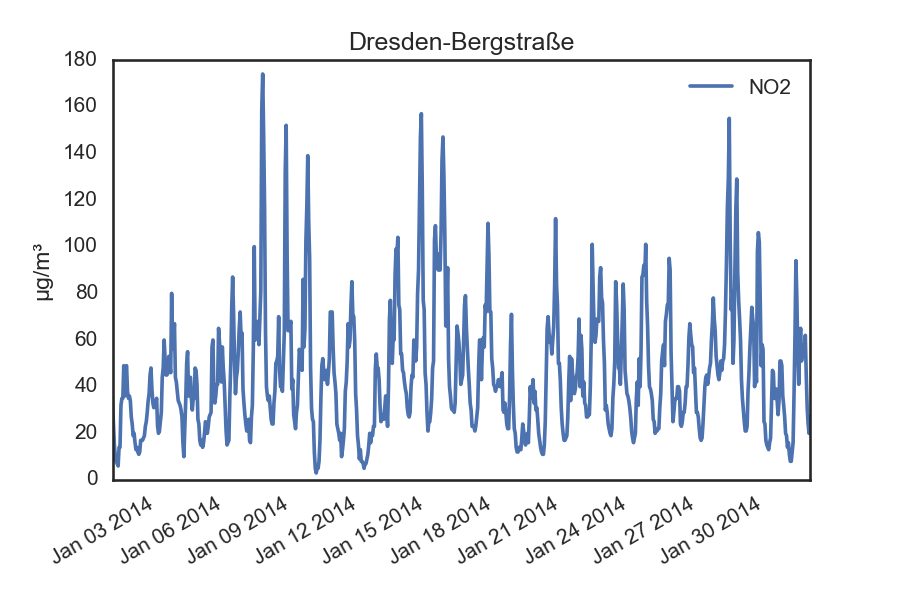 Dresden-Bergstraße
NO2
µg/m³
180
160
140
120
100
80
60
40
20
0
Jan 03 2014
Jan 06 2014
Jan 09 2014
Jan 12 2014
Jan 15 2014
Jan 18 2014
Jan 21 2014
Jan 24 2014
Jan 27 2014
Jan 30 2014